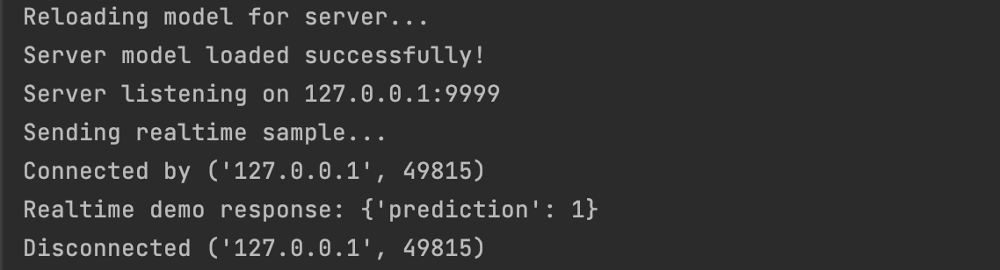 Reloading model for server...
Server model loaded successfully!
Server listening on 127.0.0.1:9999
Sending realtime sample...
Connected by ('127.0.0.1', 49815)
Realtime demo response: {'prediction': 1}
Disconnected ('127.0.0.1', 49815)